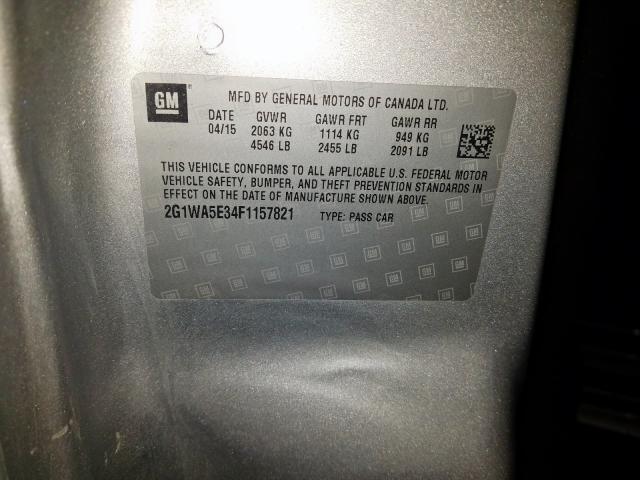 GM
MFD BY GENERAL MOTORS OF CANADA LTD.
DATE GVWR GAWR FRT GAWR RR
04/15 2063 KG 1114 KG 949 KG
4546 LB 2455 LB 2091 LB
THIS VEHICLE CONFORMS TO ALL APPLICABLE U.S. FEDERAL MOTOR
VEHICLE SAFETY, BUMPER, AND THEFT PREVENTION STANDARDS IN
EFFECT ON THE DATE OF MANUFACTURE SHOWN ABOVE.
2G1WA5E34F1157821 TYPE: PASS CAR